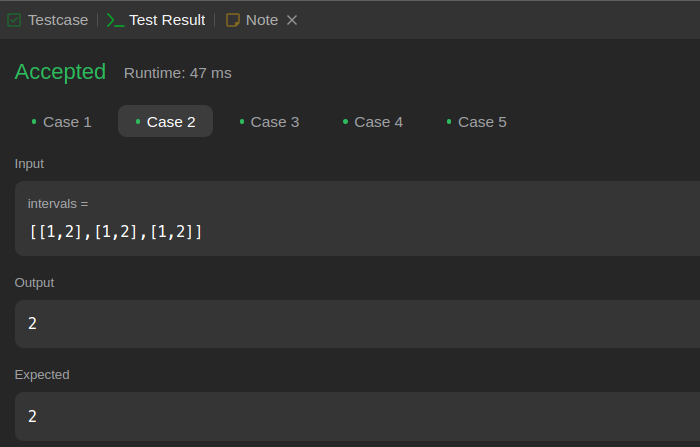 Testcase Test Result Note
Accepted Runtime: 47 ms
Case 1 Case 2 Case 3 Case 4 Case 5
Input
intervals =
[[1,2],[1,2],[1,2]]
Output
2
Expected
2